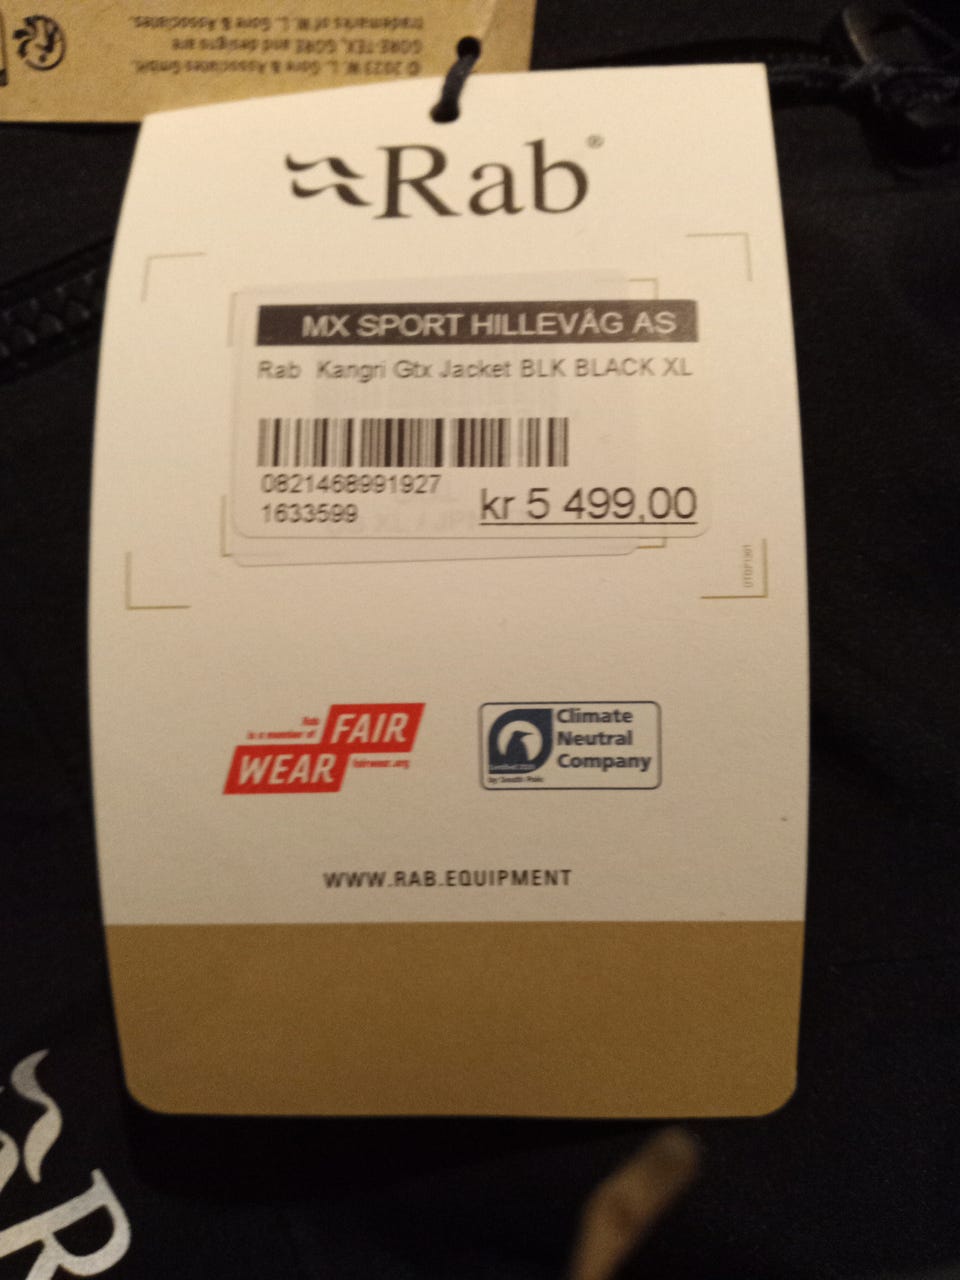 © 2023 W. L. Gore & Associates GmbH.
GORE-TEX, GORE and designs are
trademarks of W. L. Gore & Associates.
Rab®
MX SPORT HILLEVÅG AS
Rab Kangri Gtx Jacket BLK BLACK XL
0821468991927
1633599
kr 5 499,00
Rab
is a member of
FAIR
WEAR
fairwear.org
Climate
Neutral
Company
by South Pole
WWW.RAB.EQUIPMENT
R